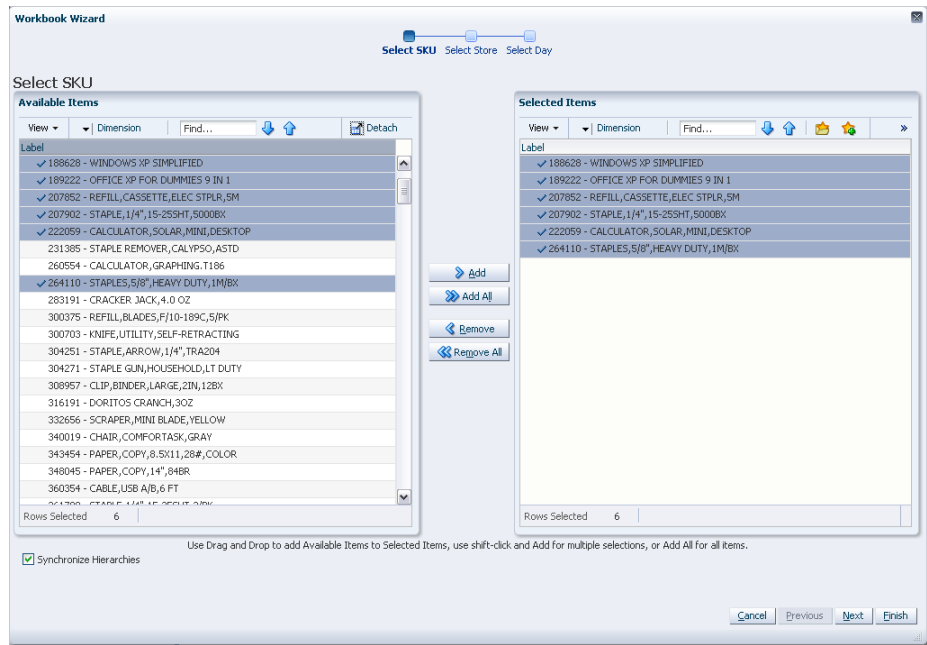 Workbook Wizard
Select SKU Select Store Select Day
Select SKU
Available Items
View Dimension Find... Detach
Label
188628 - WINDOWS XP SIMPLIFIED
189222 - OFFICE XP FOR DUMMIES 9 IN 1
207852 - REFILL,CASSETTE,ELEC STPLR,5M
207902 - STAPLE,1/4",15-25SHT,5000BX
222059 - CALCULATOR,SOLAR,MINI,DESKTOP
231385 - STAPLE REMOVER,CALYPSO,ASTD
260554 - CALCULATOR,GRAPHING.T186
264110 - STAPLES,5/8",HEAVY DUTY,1M/BX
283191 - CRACKER JACK,4.0 OZ
300375 - REFILL,BLADES,F/10-189C,5/PK
300703 - KNIFE,UTILITY,SELF-RETRACTING
304251 - STAPLE,ARROW,1/4",TRA204
304271 - STAPLE GUN,HOUSEHOLD,LT DUTY
308957 - CLIP,BINDER,LARGE,2IN,12BX
316191 - DORITOS CRANCH,3OZ
332656 - SCRAPER,MINI BLADE,YELLOW
340019 - CHAIR,COMFORTASK,GRAY
343454 - PAPER,COPY,8.5X11,28#,COLOR
348045 - PAPER,COPY,14",84BR
360354 - CABLE,USB A/B,6 FT
Rows Selected 6
Add
Add All
Remove
Remove All
Selected Items
View Dimension Find... »
Label
188628 - WINDOWS XP SIMPLIFIED
189222 - OFFICE XP FOR DUMMIES 9 IN 1
207852 - REFILL,CASSETTE,ELEC STPLR,5M
207902 - STAPLE,1/4",15-25SHT,5000BX
222059 - CALCULATOR,SOLAR,MINI,DESKTOP
264110 - STAPLES,5/8",HEAVY DUTY,1M/BX
Rows Selected 6
Use Drag and Drop to add Available Items to Selected Items, use shift-click and Add for multiple selections, or Add All for all items.
Synchronize Hierarchies
Cancel Previous Next Finish